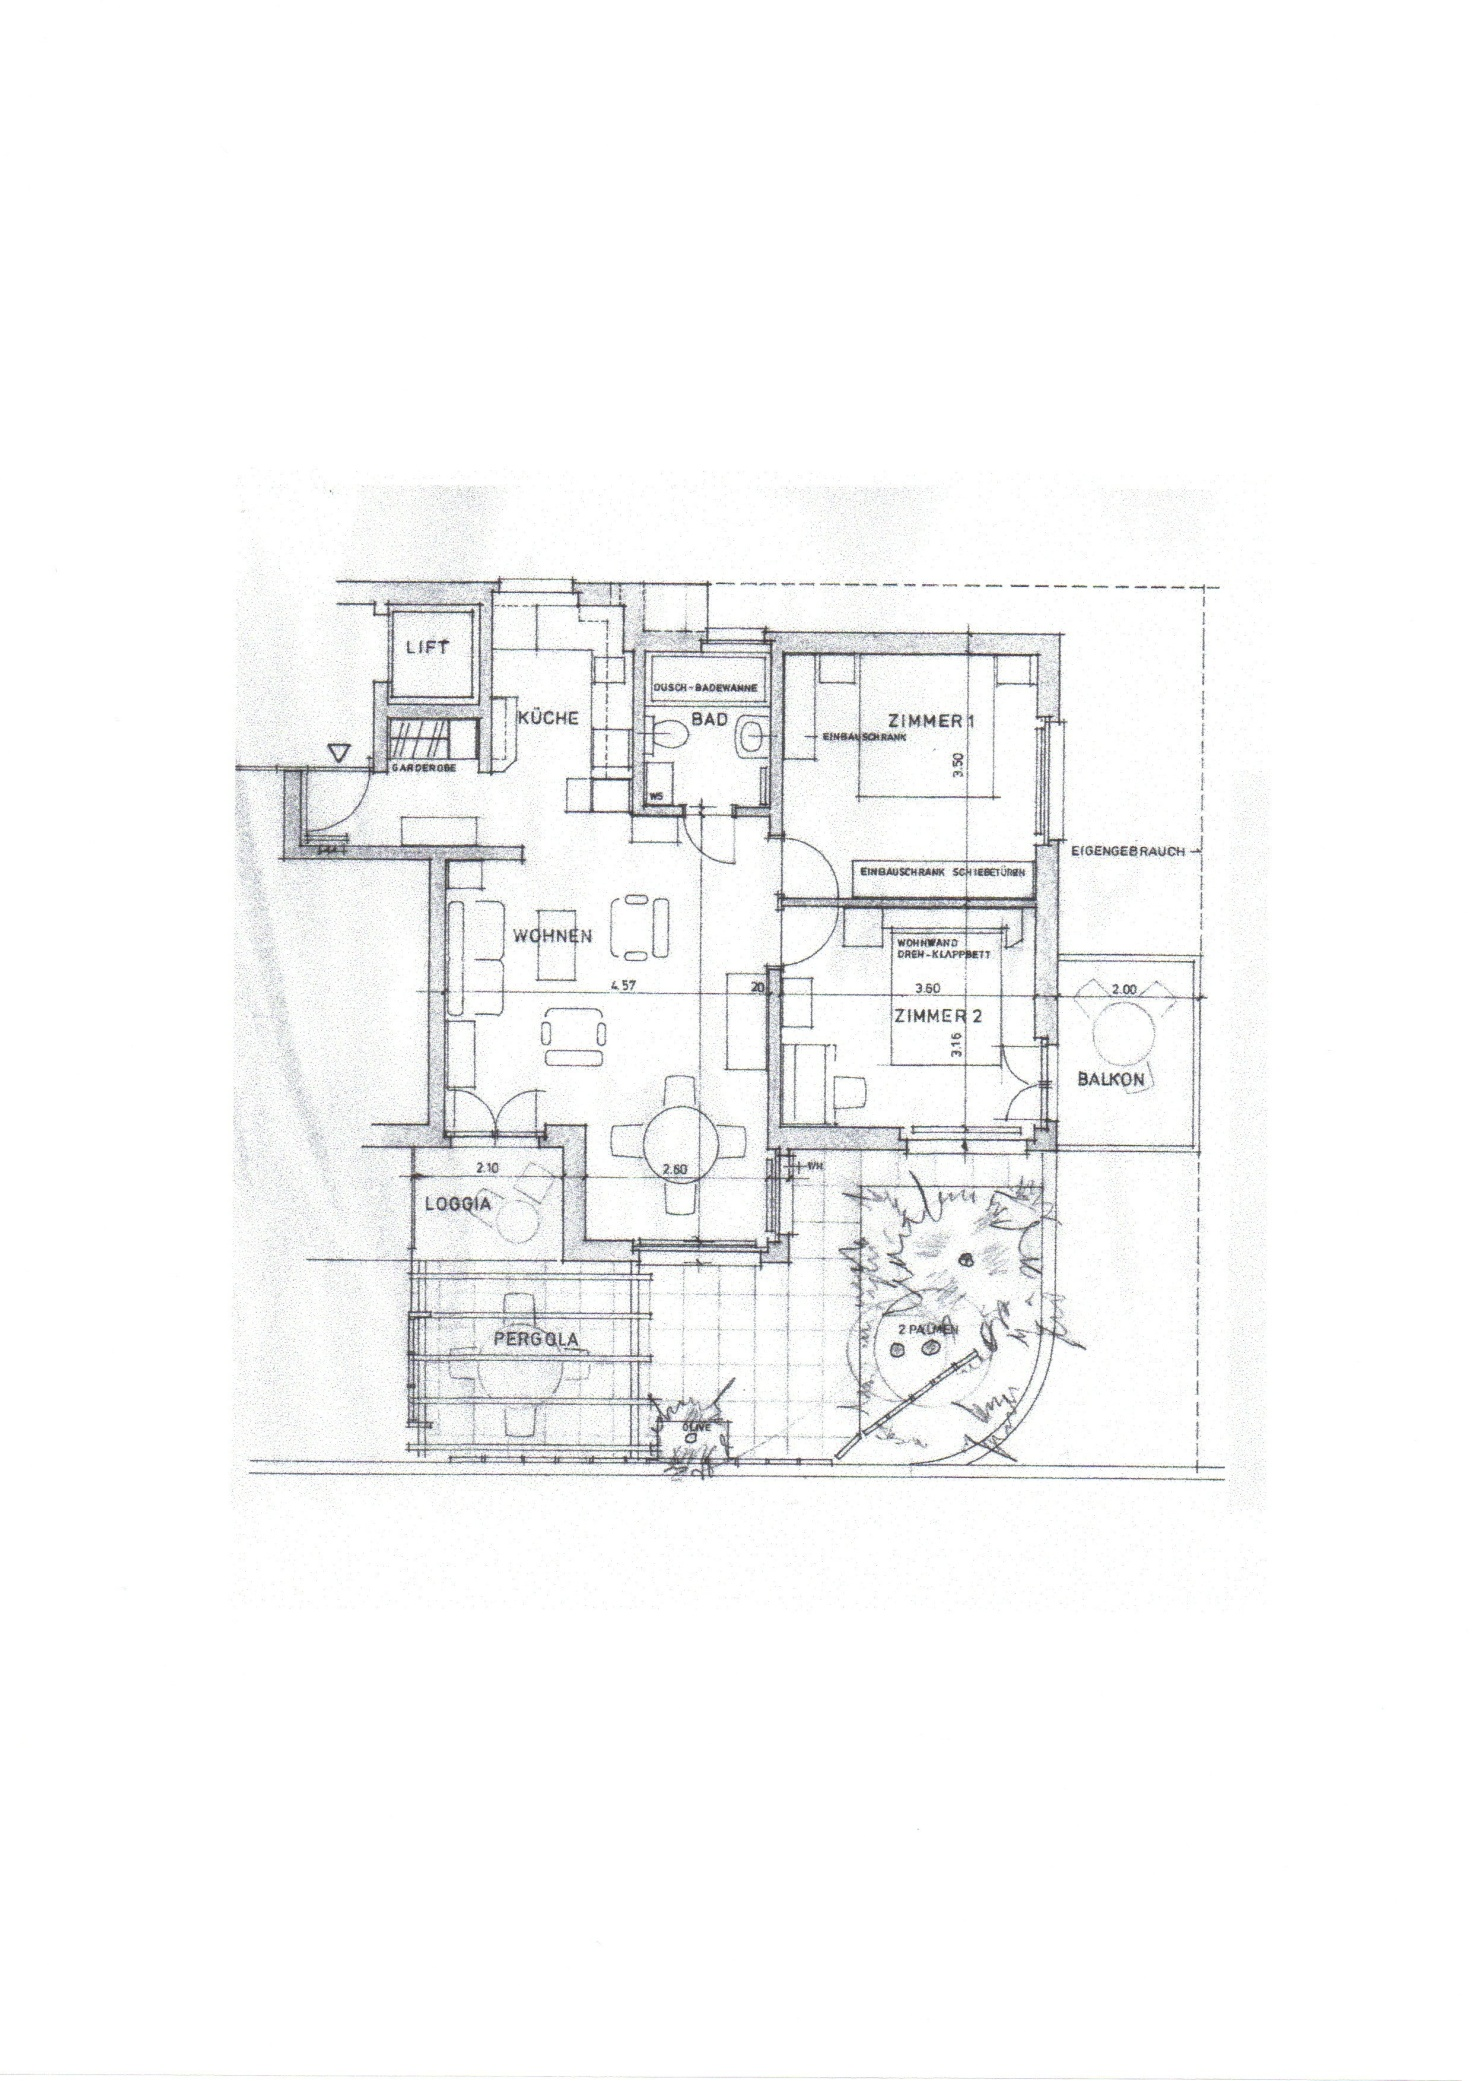 LIFT
KÜCHE
DUSCH-BADEWANNE
BAD
ZIMMER 1
EINBAUSCHRANK
3.50
GARDEROBE
WS
EIGENGEBRAUCH
EINBAUSCHRANK SCHIEBETÜREN
WOHNEN
WOHNWAND
DREH-KLAPPBETT
4.57
20
3.60
2.00
ZIMMER 2
3.16
BALKON
2.10
2.60
LOGGIA
2 PALMEN
PERGOLA
OLIVE